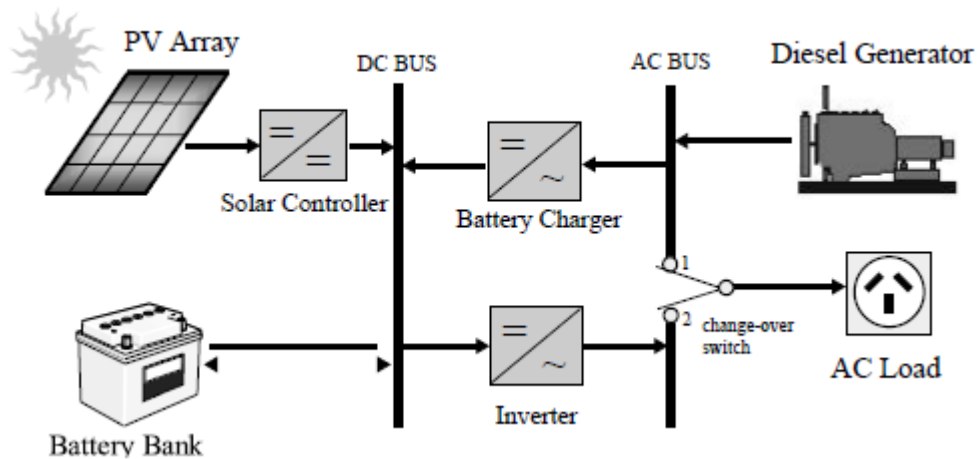 PV Array
DC BUS
AC BUS
Diesel Generator
Solar Controller
Battery Charger
1
2
change-over
switch
AC Load
Inverter
Battery Bank